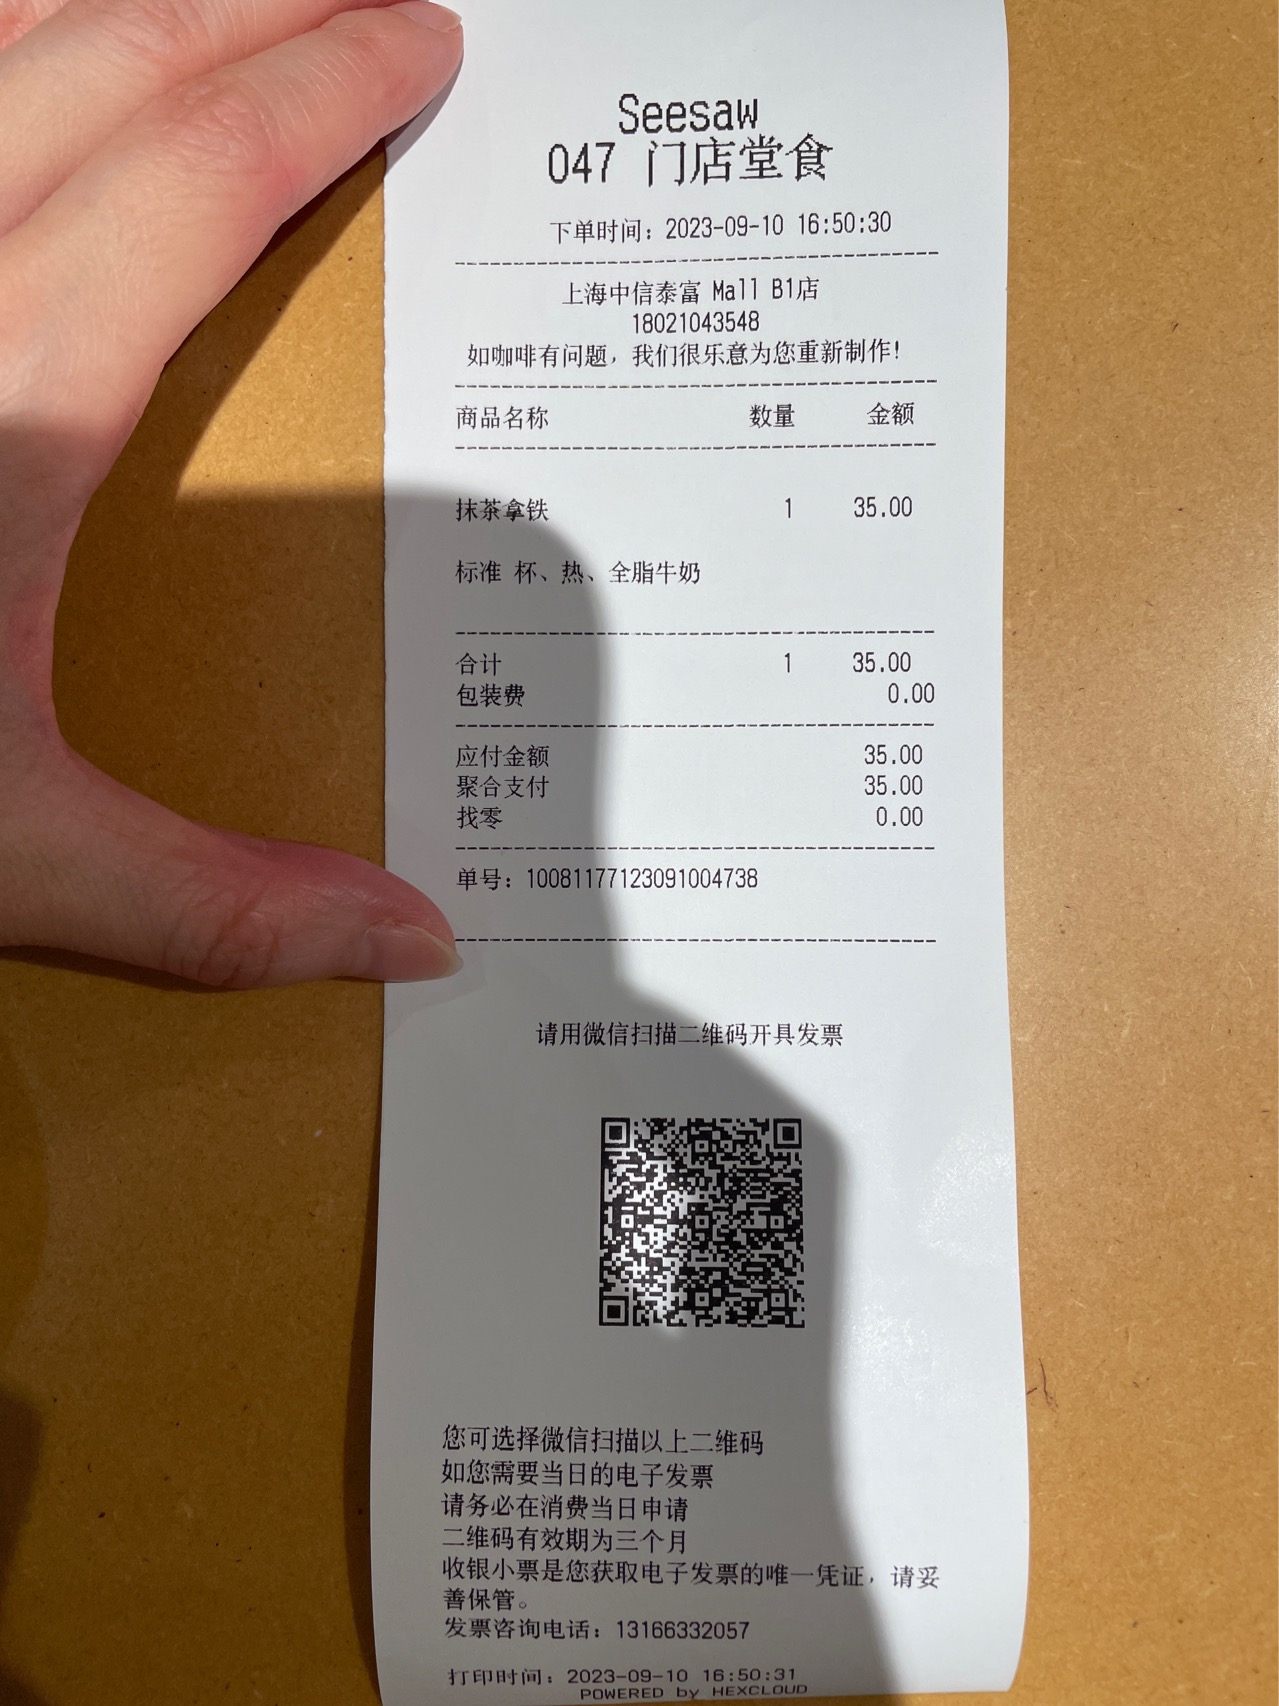 Seesaw
047 门店堂食
下单时间：2023-09-10 16:50:30
上海中信泰富 Mall B1店
18021043548
如咖啡有问题，我们很乐意为您重新制作！
商品名称 数量 金额
抹茶拿铁 1 35.00
标准 杯、热、全脂牛奶
合计 1 35.00
包装费 0.00
应付金额 35.00
聚合支付 35.00
找零 0.00
单号：10081177123091004738
请用微信扫描二维码开具发票
您可选择微信扫描以上二维码
如您需要当日的电子发票
请务必在消费当日申请
二维码有效期为三个月
收银小票是您获取电子发票的唯一凭证，请妥
善保管。
发票咨询电话：13166332057
打印时间：2023-09-10 16:50:31
POWERED by HEXCLOUD